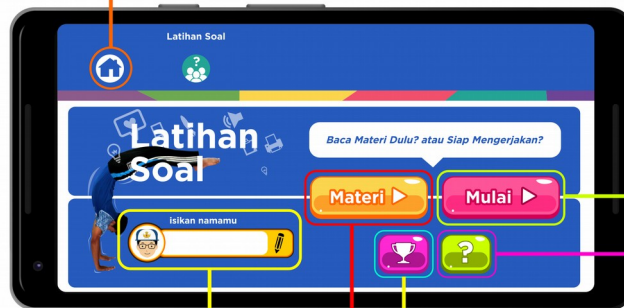 Latihan Soal
?
Latihan
Soal
Baca Materi Dulu? atau Siap Mengerjakan?
Materi
Mulai
isikan namamu
?